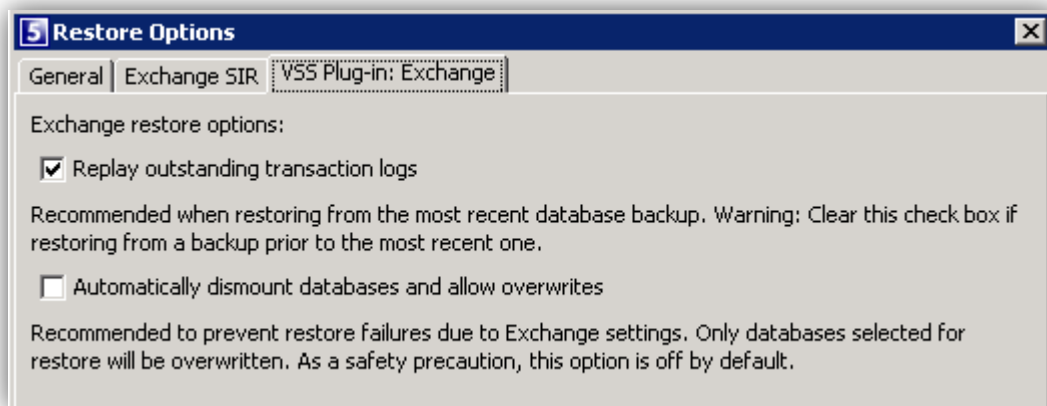 5 Restore Options
General Exchange SIR VSS Plug-in: Exchange
Exchange restore options:
Replay outstanding transaction logs
Recommended when restoring from the most recent database backup. Warning: Clear this check box if
restoring from a backup prior to the most recent one.
Automatically dismount databases and allow overwrites
Recommended to prevent restore failures due to Exchange settings. Only databases selected for
restore will be overwritten. As a safety precaution, this option is off by default.